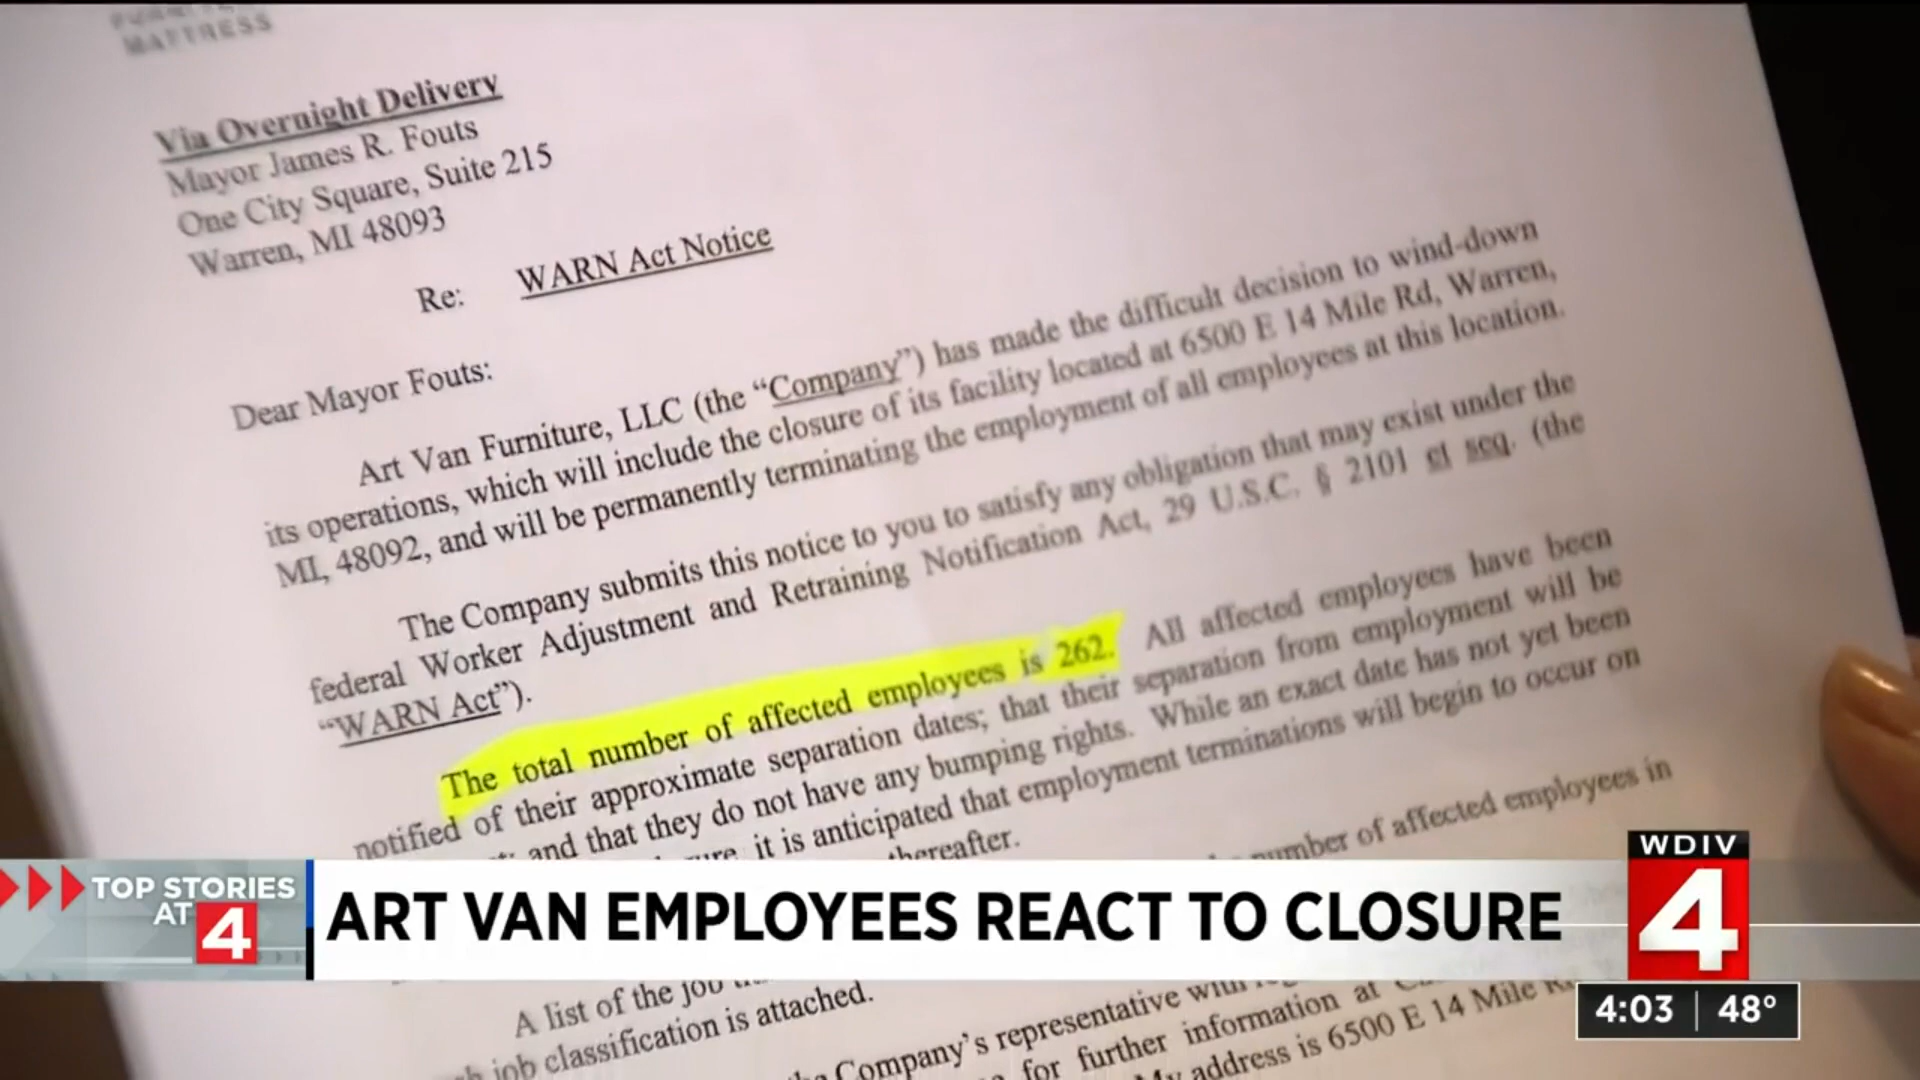 MATTRESS
Via Overnight Delivery
Mayor James R. Fouts
One City Square, Suite 215
Warren, MI 48093
Re: WARN Act Notice
Dear Mayor Fouts:
Art Van Furniture, LLC (the “Company”) has made the difficult decision to wind-down
its operations, which will include the closure of its facility located at 6500 E 14 Mile Rd, Warren,
MI, 48092, and will be permanently terminating the employment of all employees at this location.
The Company submits this notice to you to satisfy any obligation that may exist under the
federal Worker Adjustment and Retraining Notification Act, 29 U.S.C. § 2101 et seq. (the
“WARN Act”).
The total number of affected employees is 262. All affected employees have been
notified of their approximate separation dates; that their separation from employment will be
and that they do not have any bumping rights. While an exact date has not yet been
it is anticipated that employment terminations will begin to occur on
thereafter.
number of affected employees in
TOP STORIES
AT 4
ART VAN EMPLOYEES REACT TO CLOSURE
WDIV
4
4:03 48°
A list of the job
job classification is attached.
Company’s representative
for further information at
address is 6500 E 14 Mile